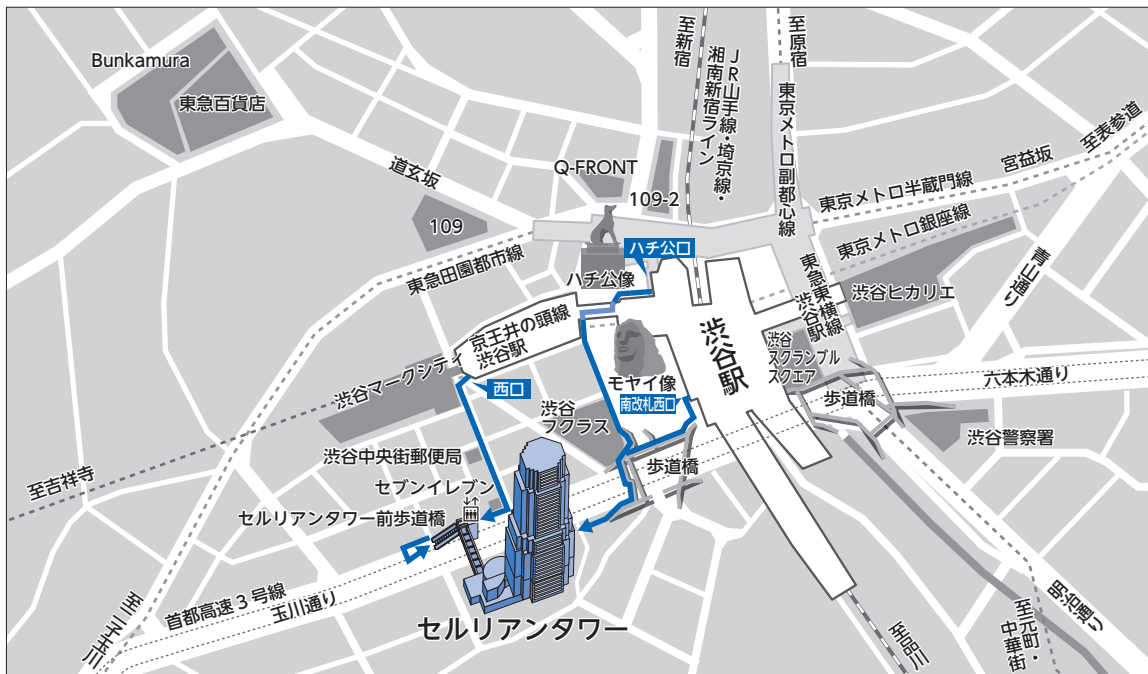 Bunkamura
東急百貨店
道玄坂
109
東急田園都市線
Q-FRONT
109-2
至新宿
JR山手線・埼京線・
湘南新宿ライン
至原宿
東京メトロ副都心線
東京メトロ半蔵門線
宮益坂
至表参道
東京メトロ銀座線
青山通り
ハチ公口
ハチ公像
東急東横線
渋谷駅
渋谷ヒカリエ
京王井の頭線
渋谷駅
渋谷マークシティ
西口
モヤイ像
南改札西口
渋谷駅
渋谷
スクランブル
スクエア
六本木通り
歩道橋
渋谷警察署
渋谷
フクラス
歩道橋
渋谷中央街郵便局
セブンイレブン
セルリアンタワー前歩道橋
至吉祥寺
首都高速3号線
玉川通り
至二子玉川
セルリアンタワー
至品川
至元町・
中華街
明治通り